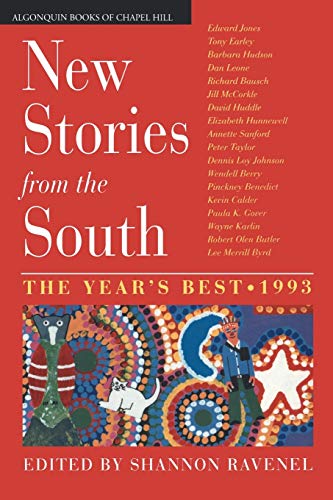 ALGONQUIN BOOKS OF CHAPEL HILL
New
Stories
from the
South
Edward Jones
Tony Earley
Barbara Hudson
Dan Leone
Richard Bausch
Jill McCorkle
David Huddle
Elizabeth Hunnewell
Annette Sanford
Peter Taylor
Dennis Loy Johnson
Wendell Berry
Pinckney Benedict
Kevin Calder
Paula K. Gover
Wayne Karlin
Robert Olen Butler
Lee Merrill Byrd
THE YEAR'S BEST • 1993
EDITED BY SHANNON RAVENEL